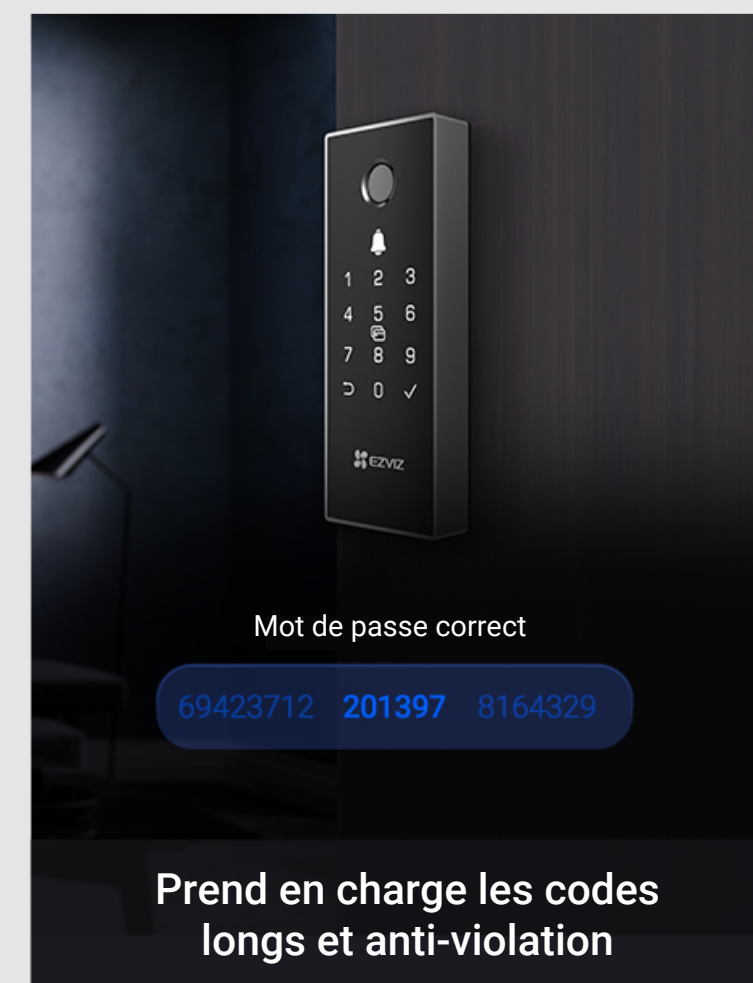 1 2 3
4 5 6
7 8 9
0
EZVIZ
Mot de passe correct
69423712 201397 8164329
Prend en charge les codes
longs et anti-violation